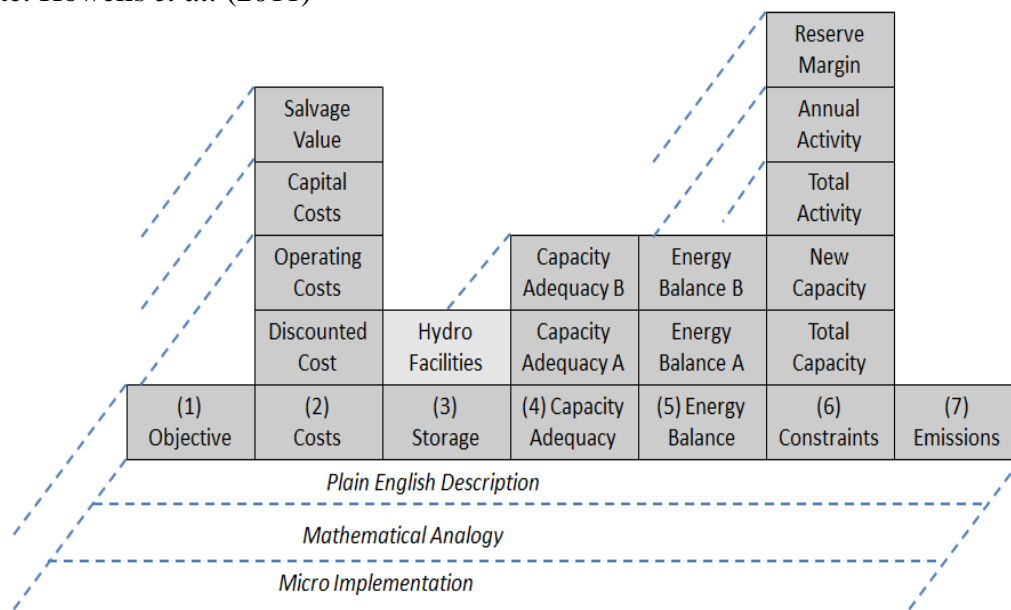 Howells et al. (2011)
Reserve
Margin
Salvage
Value
Annual
Activity
Capital
Costs
Total
Activity
Operating
Costs
Capacity
Adequacy B
Energy
Balance B
New
Capacity
Discounted
Cost
Hydro
Facilities
Capacity
Adequacy A
Energy
Balance A
Total
Capacity
(1)
Objective
(2)
Costs
(3)
Storage
(4) Capacity
Adequacy
(5) Energy
Balance
(6)
Constraints
(7)
Emissions
Plain English Description
Mathematical Analogy
Micro Implementation